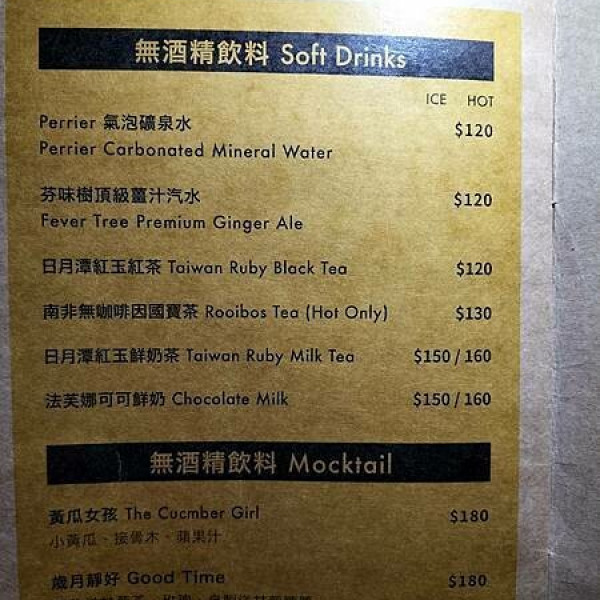 無酒精飲料 Soft Drinks
ICE HOT
Perrier 氣泡礦泉水
$120
Perrier Carbonated Mineral Water
芬味樹頂級薑汁汽水
$120
Fever Tree Premium Ginger Ale
日月潭紅玉紅茶 Taiwan Ruby Black Tea $120
南非無咖啡因國寶茶 Rooibos Tea (Hot Only) $130
日月潭紅玉鮮奶茶 Taiwan Ruby Milk Tea $150 / 160
法芙娜可可鮮奶 Chocolate Milk $150 / 160
無酒精飲料 Mocktail
黃瓜女孩 The Cucmber Girl $180
小黃瓜、接骨木、蘋果汁
歲月靜好 Good Time $180